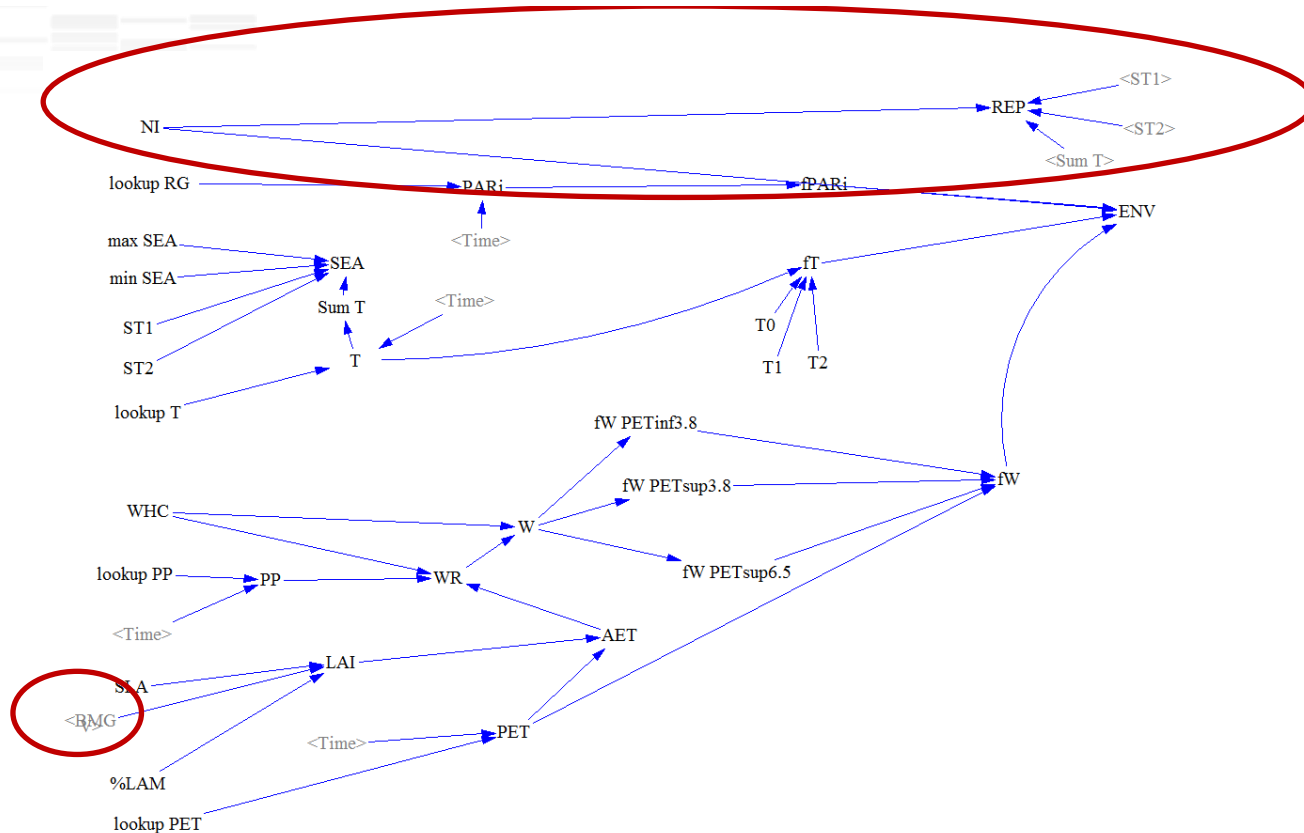 <ST1>
REP
NI
<ST2>
<Sum T>
lookup RG
PARi
fPARi
ENV
max SEA
<Time>
SEA
fT
min SEA
Sum T
<Time>
ST1
T0
T
T1
T2
ST2
lookup T
fW PETinf3.8
fW
fW PETsup3.8
WHC
W
lookup PP
PP
WR
fW PETsup6.5
<Time>
AET
LAI
SLA
<BMG
V>
PET
<Time>
%LAM
lookup PET